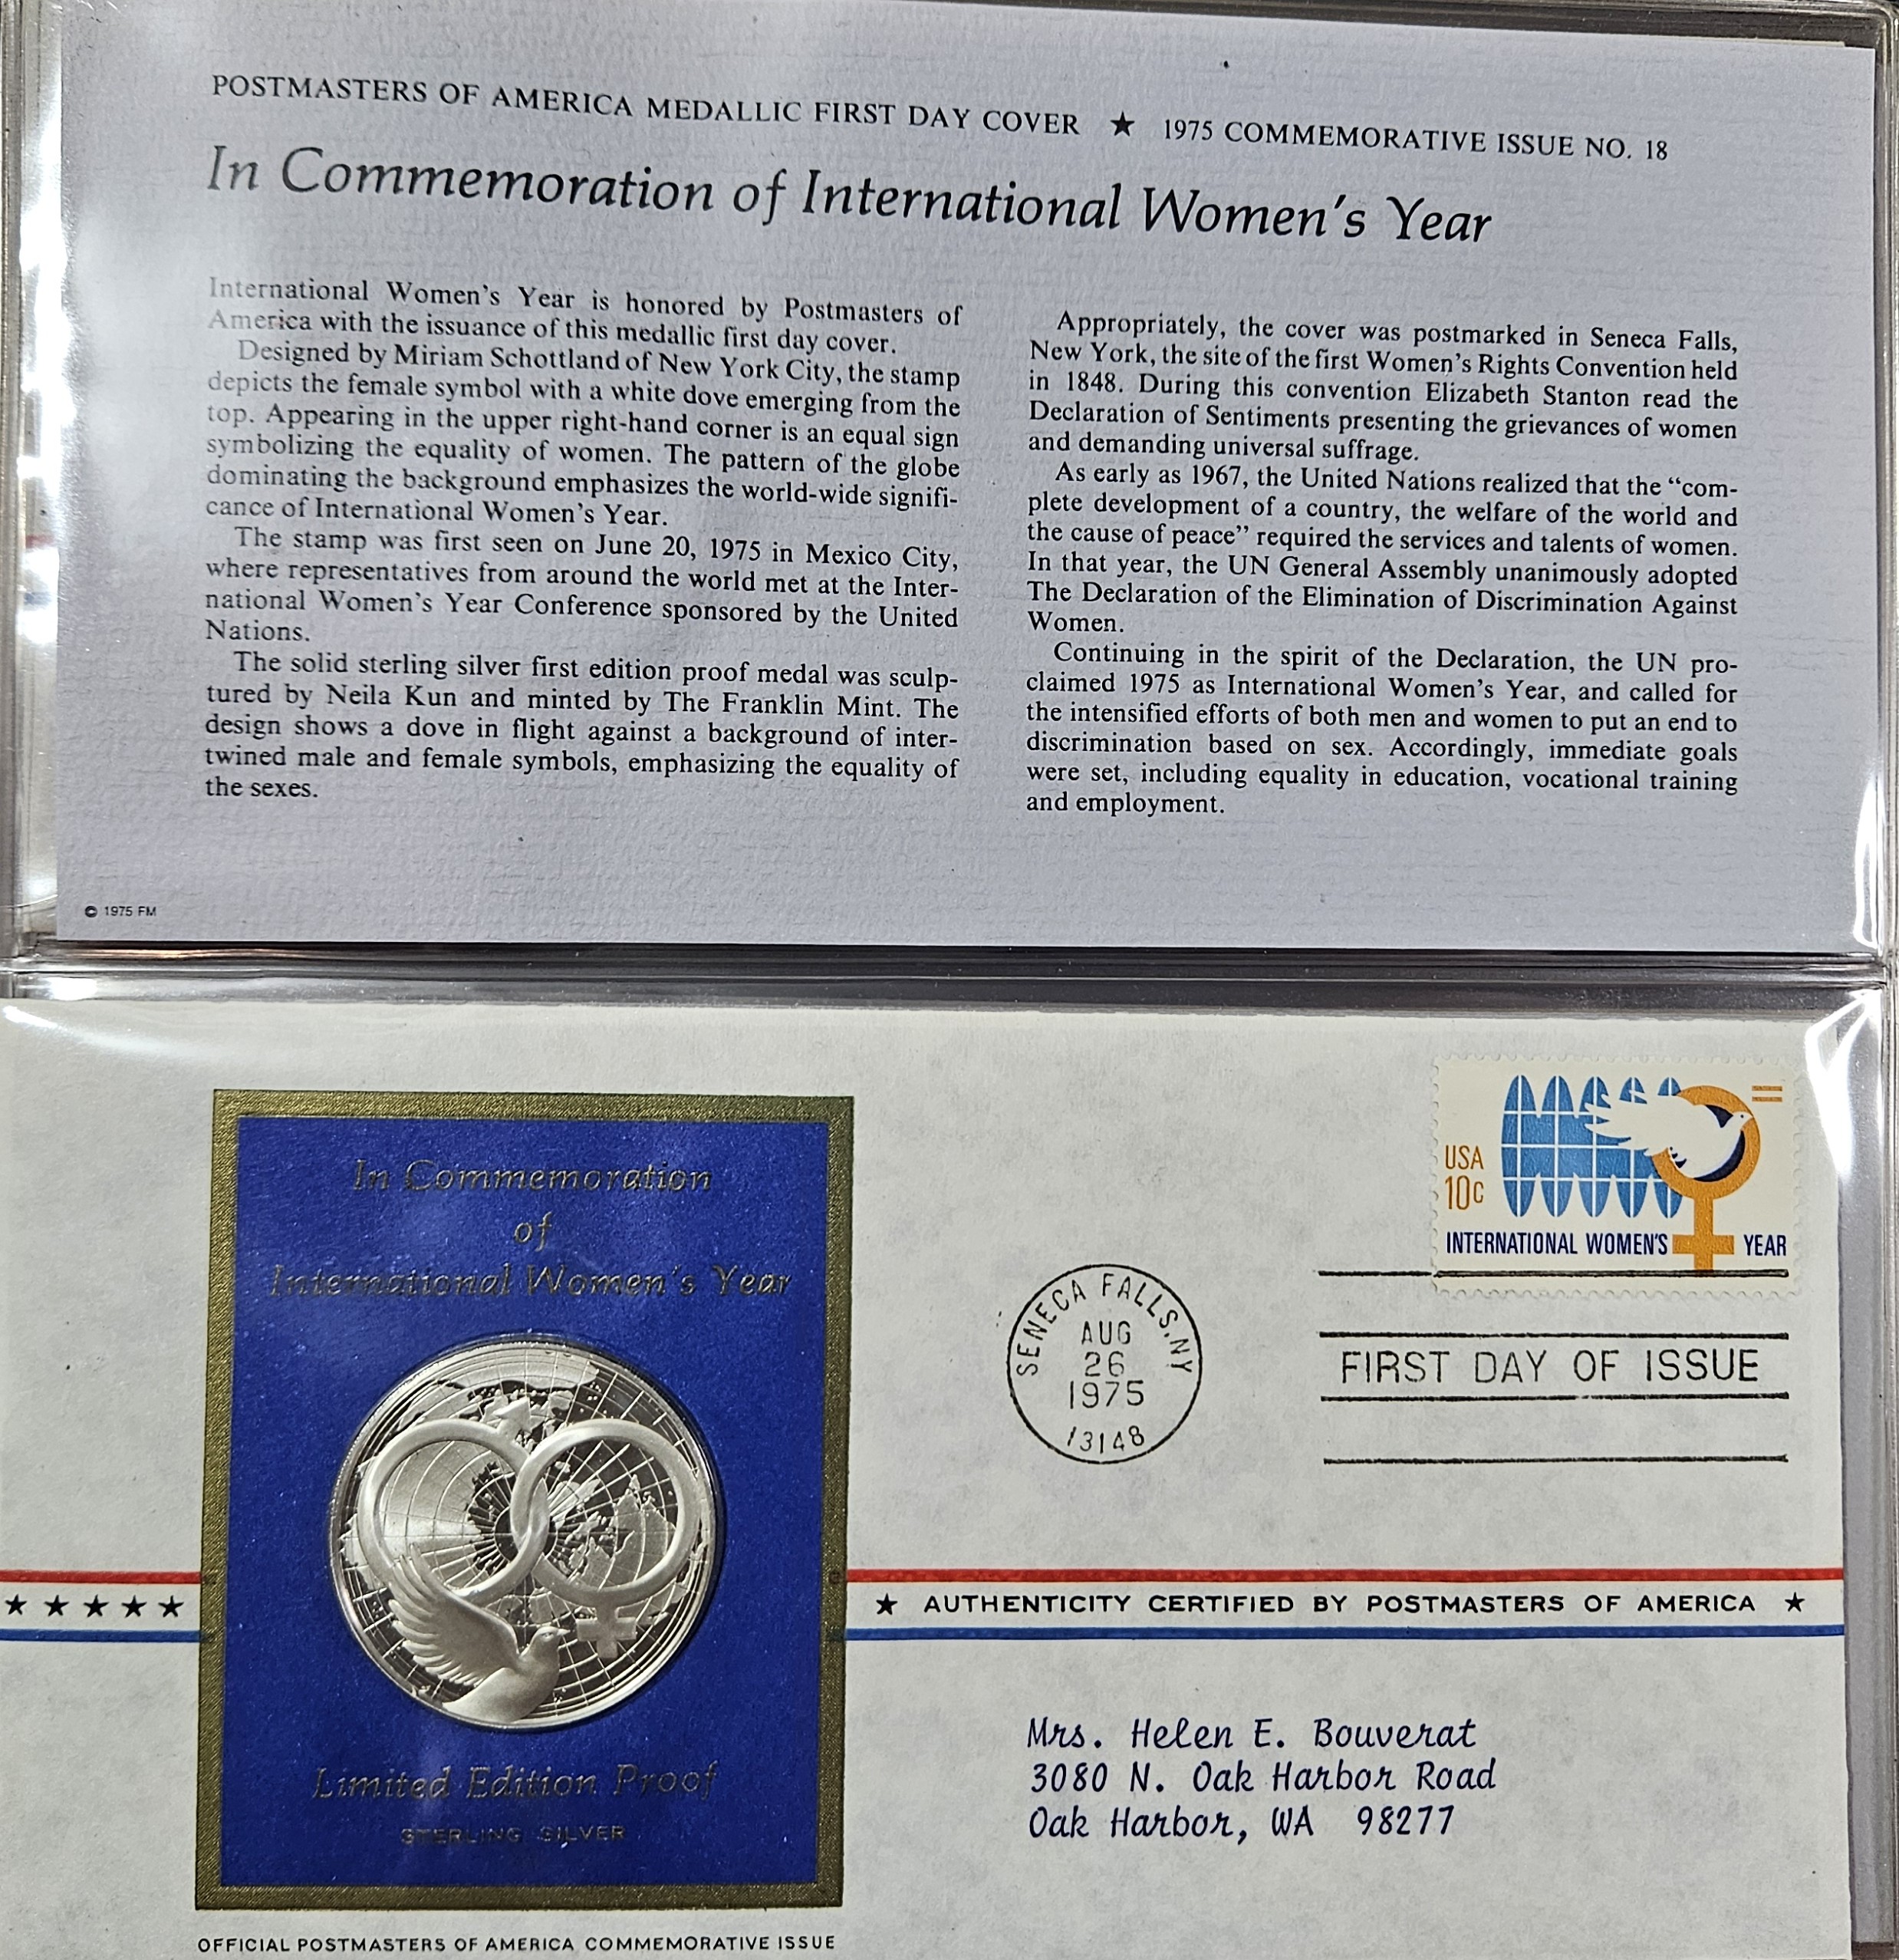 POSTMASTERS OF AMERICA MEDALLIC FIRST DAY COVER ★ 1975 COMMEMORATIVE ISSUE NO. 18
In Commemoration of International Women's Year
International Women's Year is honored by Postmasters of
America with the issuance of this medallic first day cover.
Designed by Miriam Schottland of New York City, the stamp
depicts the female symbol with a white dove emerging from the
top. Appearing in the upper right-hand corner is an equal sign
symbolizing the equality of women. The pattern of the globe
dominating the background emphasizes the world-wide signifi-
cance of International Women's Year.
The stamp was first seen on June 20, 1975 in Mexico City,
where representatives from around the world met at the Inter-
national Women's Year Conference sponsored by the United
Nations.
The solid sterling silver first edition proof medal was sculp-
tured by Neila Kun and minted by The Franklin Mint. The
design shows a dove in flight against a background of inter-
twined male and female symbols, emphasizing the equality of
the sexes.
Appropriately, the cover was postmarked in Seneca Falls,
New York, the site of the first Women's Rights Convention held
in 1848. During this convention Elizabeth Stanton read the
Declaration of Sentiments presenting the grievances of women
and demanding universal suffrage.
As early as 1967, the United Nations realized that the “com-
plete development of a country, the welfare of the world and
the cause of peace” required the services and talents of women.
In that year, the UN General Assembly unanimously adopted
The Declaration of the Elimination of Discrimination Against
Women.
Continuing in the spirit of the Declaration, the UN pro-
claimed 1975 as International Women's Year, and called for
the intensified efforts of both men and women to put an end to
discrimination based on sex. Accordingly, immediate goals
were set, including equality in education, vocational training
and employment.
© 1975 FM
In Commemoration
of
International Women's Year
Limited Edition Proof
STERLING SILVER
OFFICIAL POSTMASTERS OF AMERICA COMMEMORATIVE ISSUE
USA
10c
INTERNATIONAL WOMEN'S YEAR
SENECA FALLS, NY
AUG
26
1975
13148
FIRST DAY OF ISSUE
★ ★ ★ ★ ★ ★ AUTHENTICITY CERTIFIED BY POSTMASTERS OF AMERICA ★
Mrs. Helen E. Bouverat
3080 N. Oak Harbor Road
Oak Harbor, WA 98277